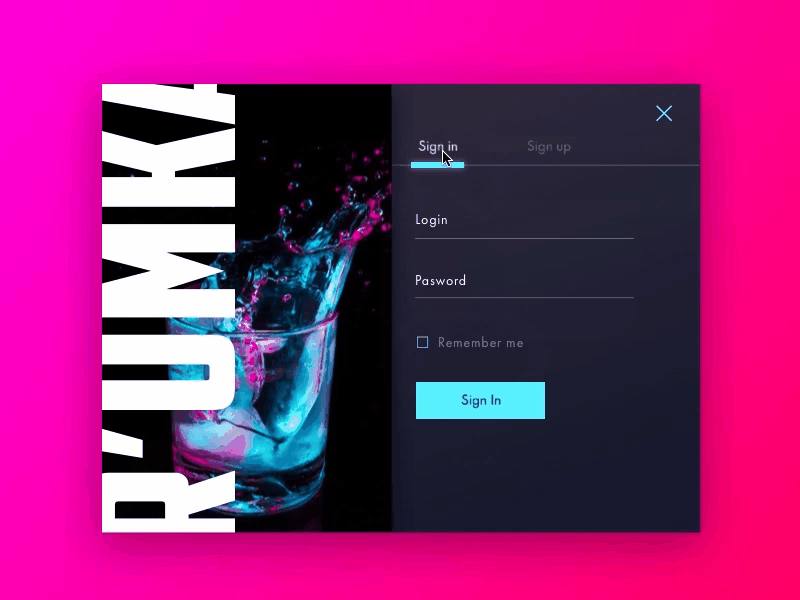 R'UMKA
Sign in
Sign up
Login
Pasword
Remember me
Sign In